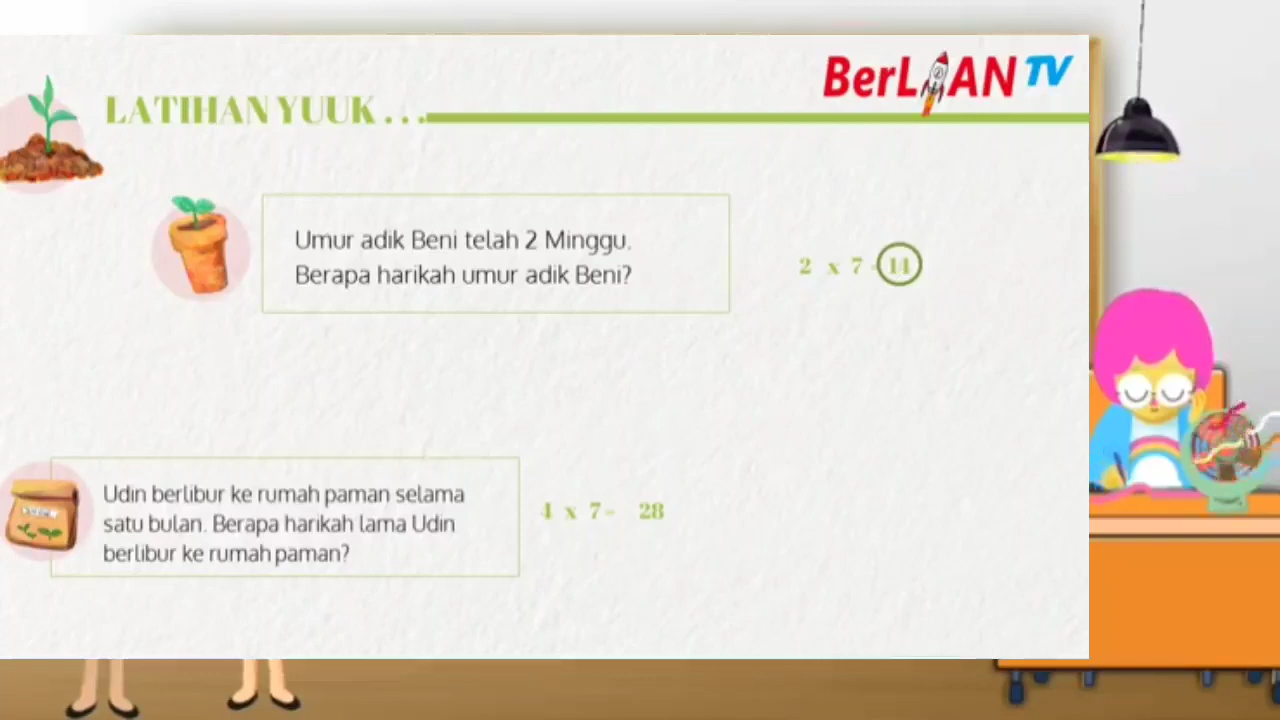 BerLIAN TV
LATIHAN YUUK . . .
Umur adik Beni telah 2 Minggu.
Berapa harikah umur adik Beni?
2 x 7 = 14
Udin berlibur ke rumah paman selama
satu bulan. Berapa harikah lama Udin
berlibur ke rumah paman?
4 x 7 = 28